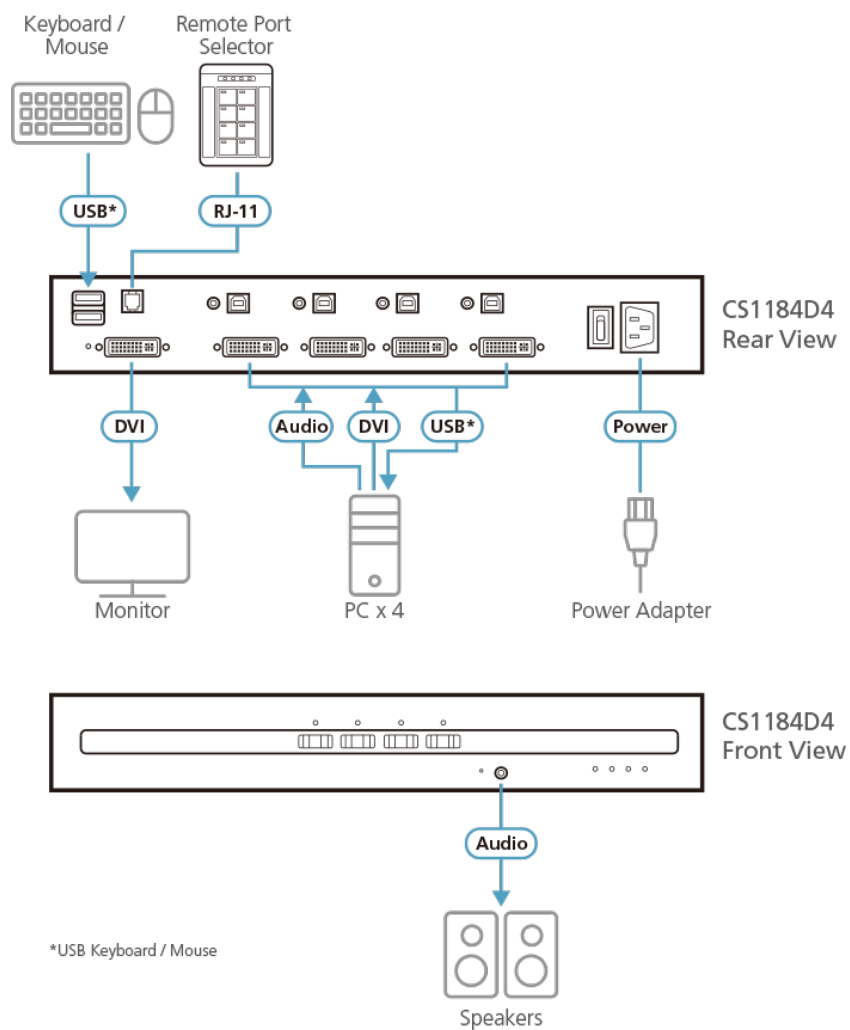 Keyboard /
Mouse
Remote Port
Selector
USB*
RJ-11
CS1184D4
Rear View
DVI
Audio
DVI
USB*
Power
Monitor
PC x 4
Power Adapter
CS1184D4
Front View
Audio
*USB Keyboard / Mouse
Speakers